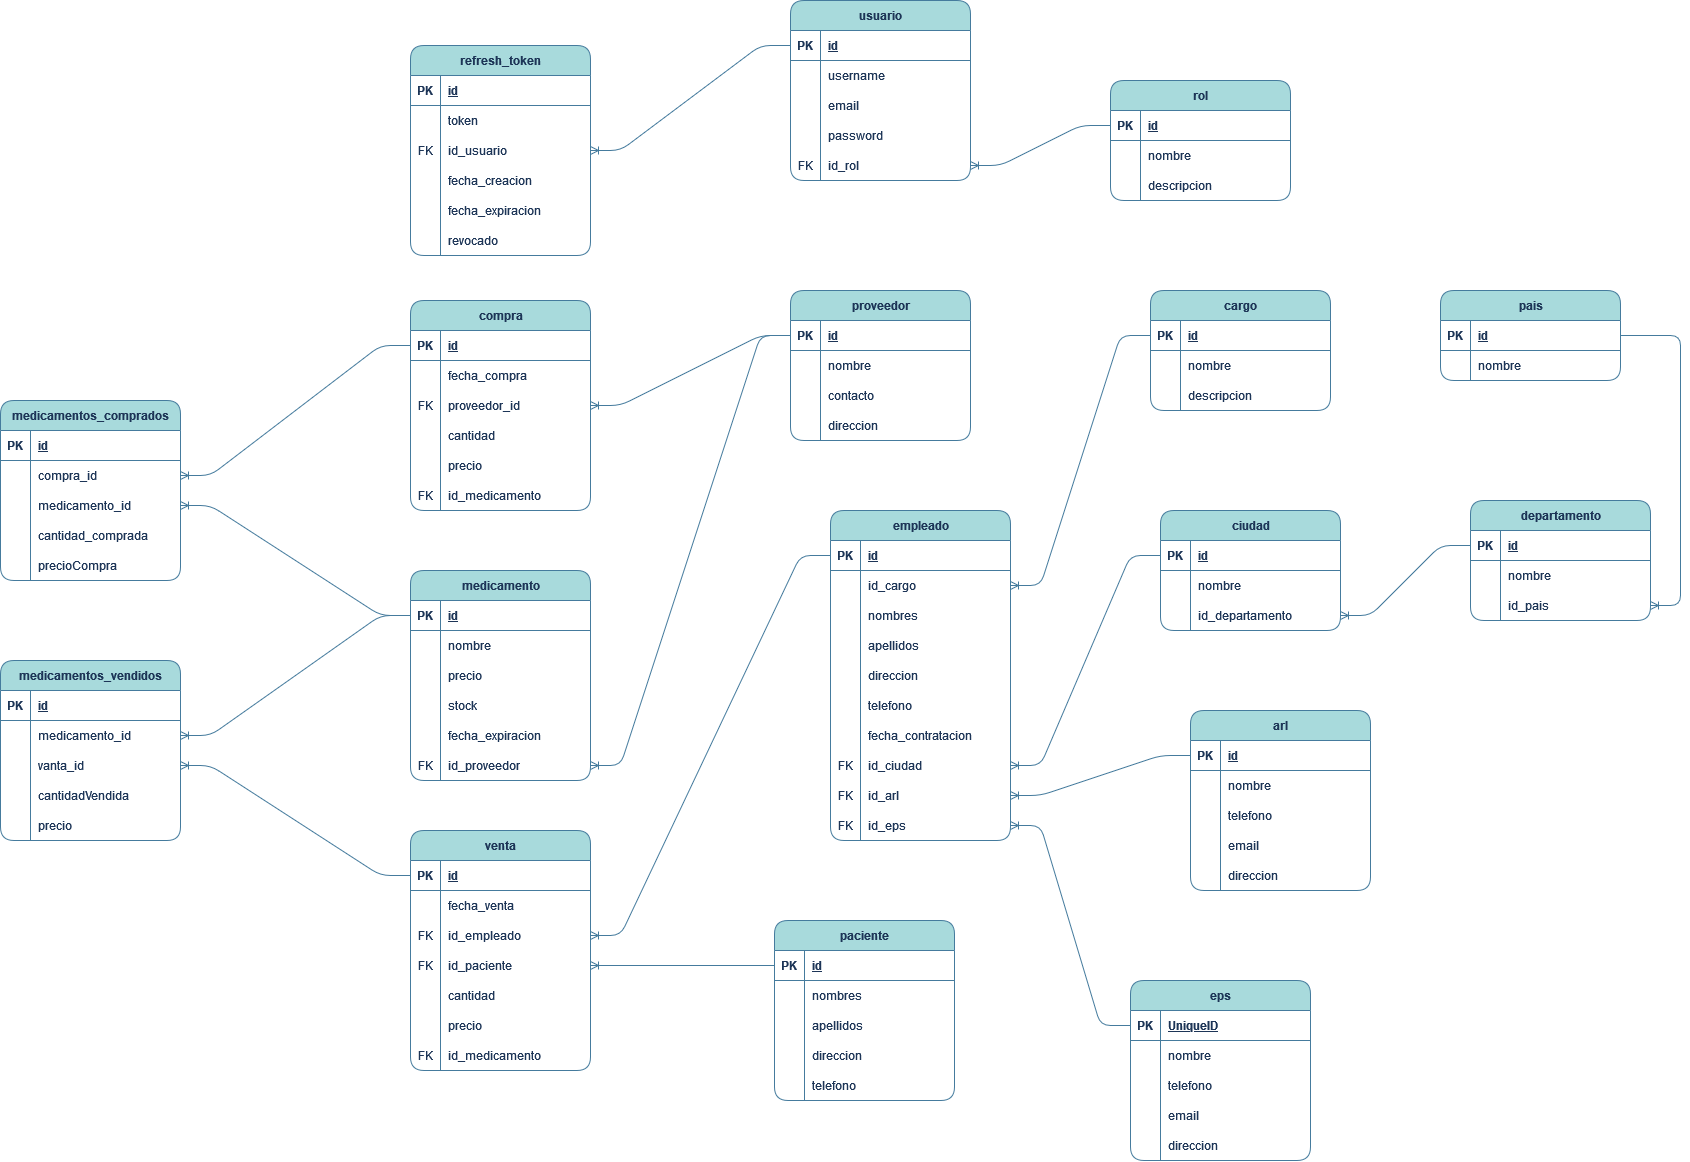 usuario
PK id
username
email
password
FK id_rol
refresh_token
PK id
token
FK id_usuario
fecha_creacion
fecha_expiracion
revocado
rol
PK id
nombre
descripcion
compra
PK id
fecha_compra
FK proveedor_id
cantidad
precio
FK id_medicamento
proveedor
PK id
nombre
contacto
direccion
cargo
PK id
nombre
descripcion
pais
PK id
nombre
medicamentos_comprados
PK id
compra_id
medicamento_id
cantidad_comprada
precioCompra
medicamento
PK id
nombre
precio
stock
fecha_expiracion
FK id_proveedor
empleado
PK id
id_cargo
nombres
apellidos
direccion
telefono
fecha_contratacion
FK id_ciudad
FK id_arl
FK id_eps
ciudad
PK id
nombre
id_departamento
departamento
PK id
nombre
id_pais
medicamentos_vendidos
PK id
medicamento_id
vanta_id
cantidadVendida
precio
arl
PK id
nombre
telefono
email
direccion
venta
PK id
fecha_venta
FK id_empleado
FK id_paciente
cantidad
precio
FK id_medicamento
paciente
PK id
nombres
apellidos
direccion
telefono
eps
PK UniqueID
nombre
telefono
email
direccion